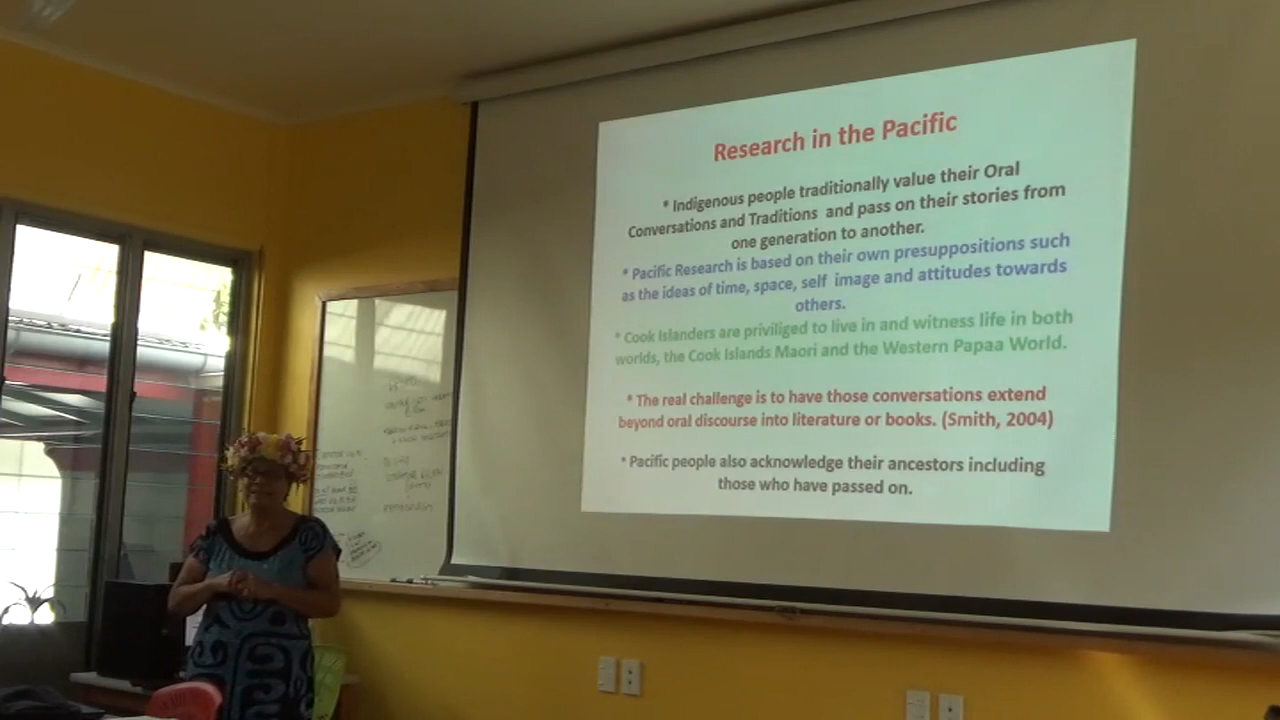 Research in the Pacific
* Indigenous people traditionally value their Oral
Conversations and Traditions and pass on their stories from
one generation to another.
* Pacific Research is based on their own presuppositions such
as the ideas of time, space, self image and attitudes towards
others.
* Cook Islanders are priviliged to live in and witness life in both
worlds, the Cook Islands Maori and the Western Papaa World.
* The real challenge is to have those conversations extend
beyond oral discourse into literature or books. (Smith, 2004)
* Pacific people also acknowledge their ancestors including
those who have passed on.